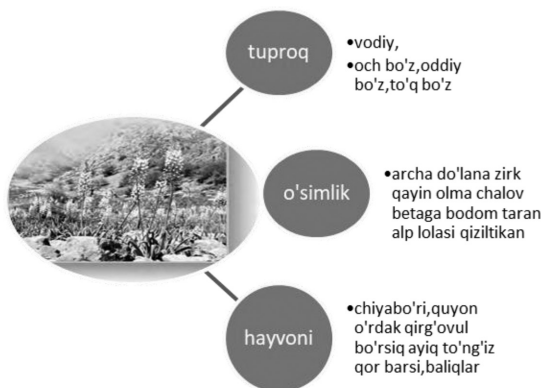 tuproq
•vodiy,
•och bo'z,oddiy
bo'z,to'q bo'z
o'simlik
•archa do'lana zirk
qayin olma chalov
betaga bodom taran
alp lolasi qiziltikan
hayvoni
•chiyabo'ri,quyon
o'rdak qirg'ovul
bo'rsiq ayiq to'ng'iz
qor barsi,baliqlar